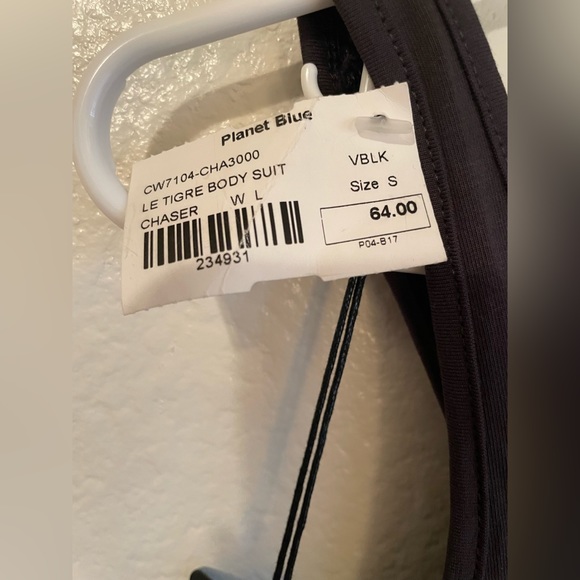 Planet Blue
CW7104-CHA3000
LE TIGRE BODY SUIT
CHASER W L
234931
VBLK
Size S
64.00
P04-B17